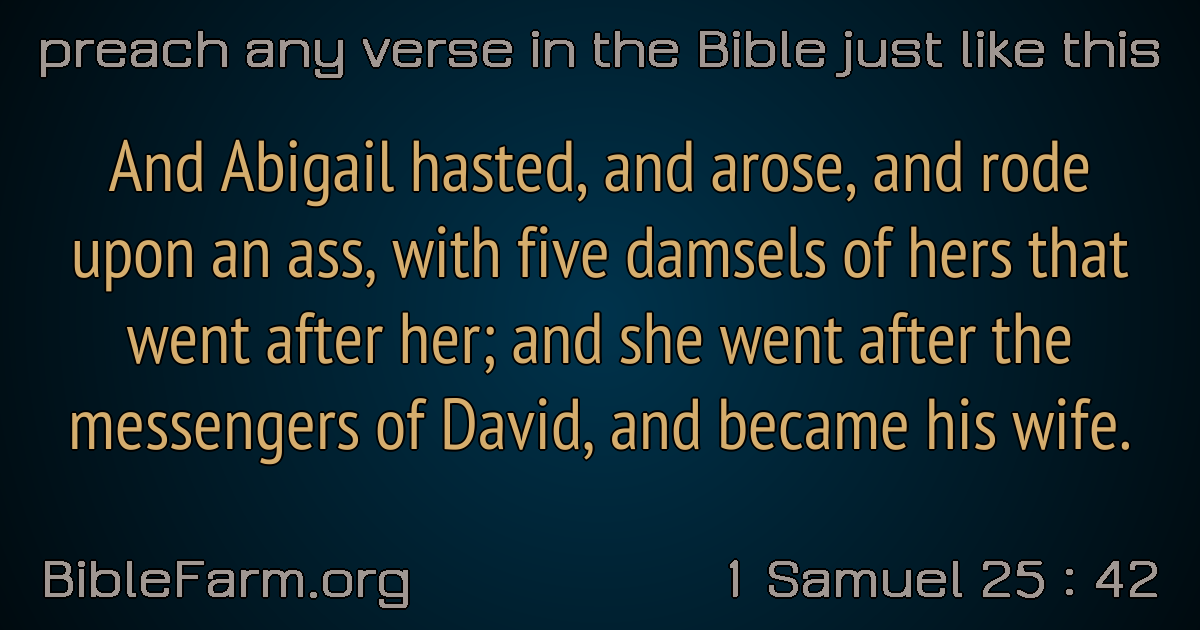 preach any verse in the Bible just like this
And Abigail hasted, and arose, and rode
upon an ass, with five damsels of hers that
went after her; and she went after the
messengers of David, and became his wife.
BibleFarm.org
1 Samuel 25 : 42